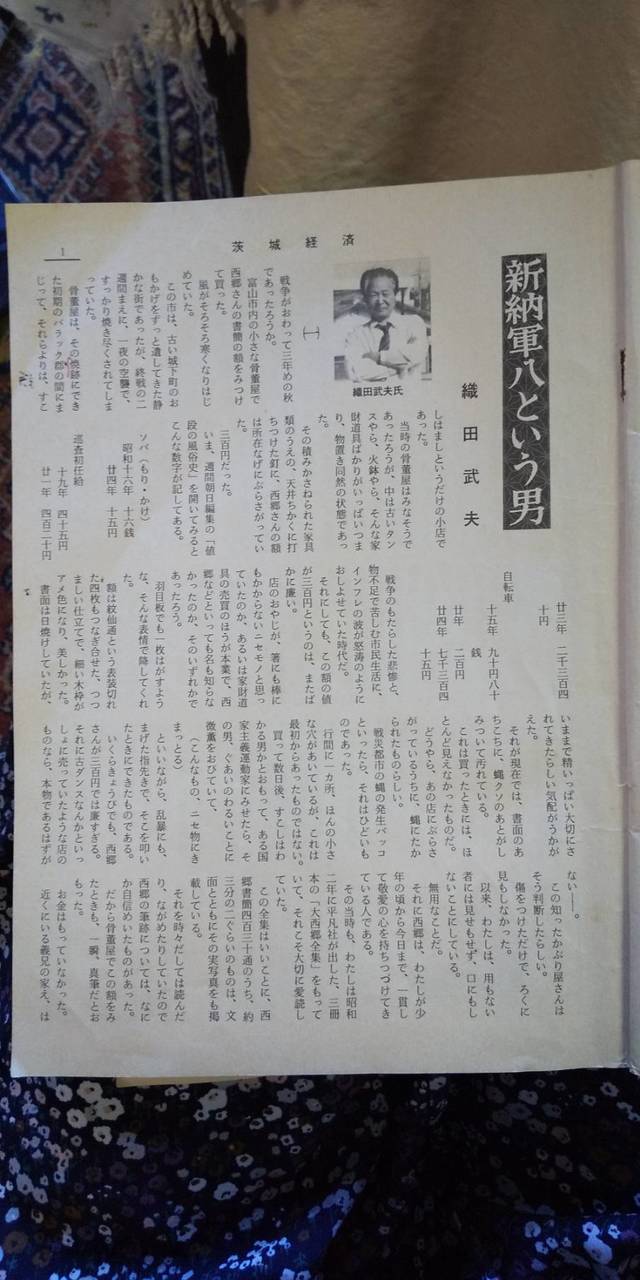 茨城経済
1
新納軍八という男
織田武夫
織田武夫氏
㈠
戦争がおわって三年めの秋
であったろうか。
富山市内の小さな骨董屋で
西郷さんの書簡の額をみつけ
て買った。
風がそろそろ寒くなりはじ
めていた。
この市は、古い城下町のお
もかげをずっと遺してきた静
かな街であったが、終戦の二
週間まえに、一夜の空襲で、
すっかり焼き尽くされてしま
っていた。
骨董屋は、その焼跡にでき
た初期のバラック郡の間にま
じって、それらよりは、すこ
しはましというだけの小店で
あった。
当時の骨董屋はみなそうで
あったろうが、中は古いタン
スやら、火鉢やら、そんな家
財道具ばかりがいっぱいつま
り、物置き同然の状態であっ
た。
その積みかさねられた家具
類のうえの、天井ちかくに打
ちつけた釘に、西郷さんの額
は所在なげにぶらさがってい
た。
三百円だった。
いま、週間朝日編集の「値
段の風俗史」を開いてみると
こんな数字が記してある。
ソバ(もり・かけ)
昭和十六年 十六銭
廿四年 十五円
巡査初任給
十九年 四十五円
廿一年 四百二十円
廿三年 二千三百四
十円
自転車
十五年 九十円八十
銭
廿年 二百円
廿四年 七千三百四
十五円
戦争のもたらした悲惨と、
物不足で苦しむ市民生活に、
インフレの波が怒涛のように
おしよせていた時代だ。
それにしても、この額の値
が三百円というのは、またば
かに廉い。
店のおやじが、箸にも棒に
もかからないニセモノと思っ
ていたのか、あるいは家財道
具の売買のほうが本業で、西
郷などといっても名も知らな
かったのか、そのいずれかで
あったろう。
羽目板でも一枚はがすよう
な、そんな表情で降してくれ
た。
額は紋仙通という表装切れ
を四枚もつなぎ合せた、つつ
ましい仕立てで、細い木枠が
アメ色になり、美しかった。
書面は日焼けしていたが、
いままで精いっぱい大切にさ
れてきたらしい気配がうかが
えた。
それが現在では、書面のあ
ちこちに、蠅クソのあとがし
みついて汚れている。
これは買ったときには、ほ
とんど見えなかったものだ。
どうやら、あの店にぶらさ
がっているうちに、蠅にたか
られたものらしい。
戦災都市の蠅の発生バッコ
といったら、それはひどいも
のであった。
行間に一カ所、ほんの小さ
な穴があいているが、これは
最初からあったものではない。
買って数日後、すこしはわ
かる男かとおもって、ある国
家主義運動家にみせたら、そ
の男、ぐあいのわるいことに
微薫をおびていて、
(こんなもの、ニセ物にき
まっとる)
といいながら、乱暴にも、
まげた指先きで、そこを叩い
たときにできたものである。
いくらきょうびでも、西郷
さんが三百円では廉すぎる。
それに古ダンスなんかといっ
しょに売っていたような店の
ものなら、本物であるはずが
ない――。
この知ったかぶり屋さんは
そう判断したらしい。
傷をつけただけで、ろくに
見もしなかった。
以来、わたしは、用もない
者には見せもせず、口にもし
ないことにしている。
無用なことだ。
それに西郷は、わたしが少
年の頃から今日まで、一貫し
て敬愛の心を持ちつづけてき
ている人である。
その当時も、わたしは昭和
二年に平凡社が出した、三冊
本の「大西郷全集」をもって
いて、それこそ大切に愛読し
ていた。
この全集はいいことに、西
郷書簡四百三十通のうち、約
三分の二ぐらいのものは、文
面とともにその実写真をも掲
載している。
それを時々だしては読んだ
り、ながめたりしていたので
西郷の筆跡については、なに
か自信めいたものがあった。
だから骨董屋でこの額をみ
たときも、一瞬、真筆だとお
もった。
お金はもっていなかった。
近くにいる義兄の家え、は